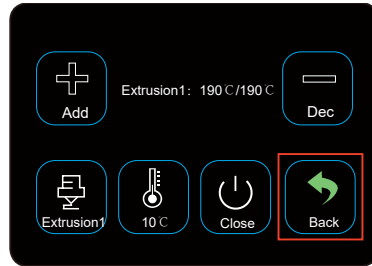 Add
Extrusion1: 190℃/190℃
Dec
Extrusion1
10℃
Close
Back